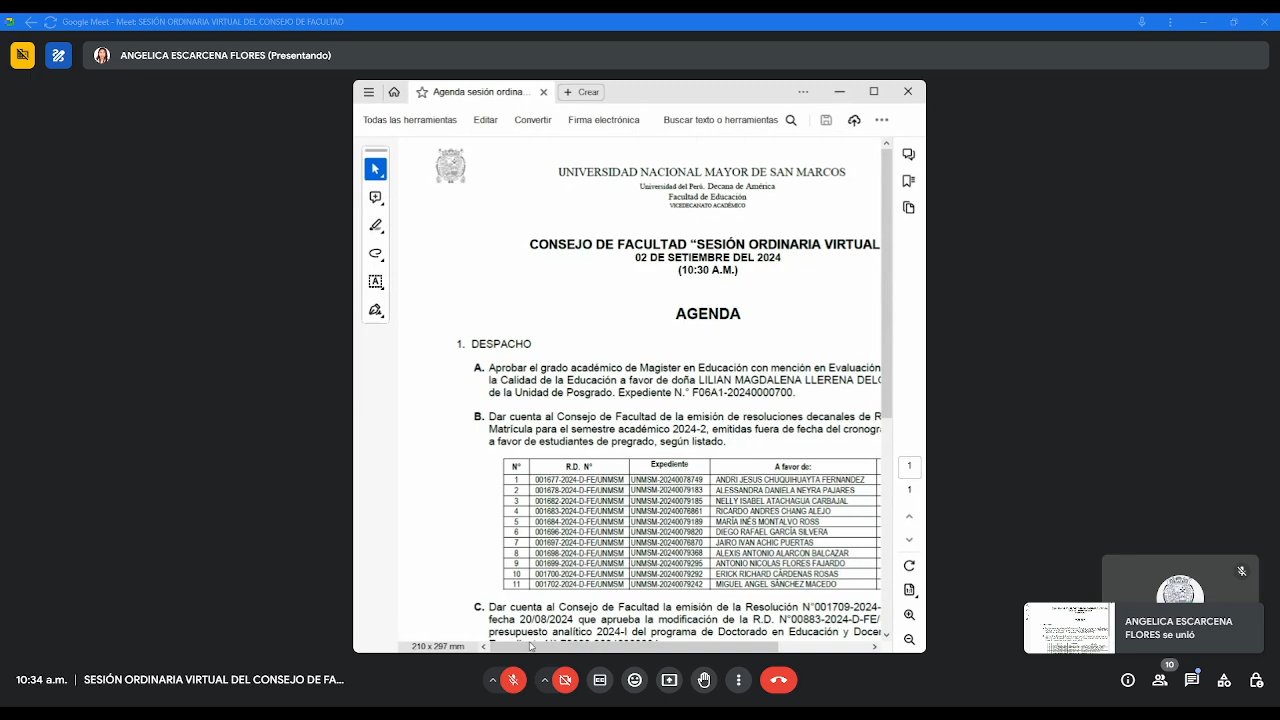 Google Meet - Meet: SESIÓN ORDINARIA VIRTUAL DEL CONSEJO DE FACULTAD
ANGELICA ESCARCENA FLORES (Presentando)
Agenda sesión ordina...
Crear
Todas las herramientas Editar Convertir Firma electrónica Buscar texto o herramientas
UNIVERSIDAD NACIONAL MAYOR DE SAN MARCOS
Universidad del Perú. Decana de América
Facultad de Educación
VICEDECANATO ACADÉMICO
CONSEJO DE FACULTAD “SESIÓN ORDINARIA VIRTUAL
02 DE SETIEMBRE DEL 2024
(10:30 A.M.)
AGENDA
1. DESPACHO
A. Aprobar el grado académico de Magister en Educación con mención en Evaluación
la Calidad de la Educación a favor de doña LILIAN MAGDALENA LLERENA DELG
de la Unidad de Posgrado. Expediente N.° F06A1-20240000700.
B. Dar cuenta al Consejo de Facultad de la emisión de resoluciones decanales de R
Matrícula para el semestre académico 2024-2, emitidas fuera de fecha del cronogra
a favor de estudiantes de pregrado, según listado.
N° R.D. N° Expediente A favor de:
1 001677-2024-D-FE/UNMSM UNMSM-20240078749 ANDRI JESUS CHUQUIHUAYTA FERNANDEZ
2 001678-2024-D-FE/UNMSM UNMSM-20240079183 ALESSANDRA DANIELA NEYRA PAJARES
3 001682-2024-D-FE/UNMSM UNMSM-20240079185 NELLY ISABEL ATACHAGUA CARBAJAL
4 001683-2024-D-FE/UNMSM UNMSM-20240076861 RICARDO ANDRES CHANG ALEJO
5 001684-2024-D-FE/UNMSM UNMSM-20240079189 MARÍA INÉS MONTALVO ROSS
6 001696-2024-D-FE/UNMSM UNMSM-20240079820 DIEGO RAFAEL GARCÍA SILVERA
7 001697-2024-D-FE/UNMSM UNMSM-20240076870 JAIRO IVAN ACHIC PUERTAS
8 001698-2024-D-FE/UNMSM UNMSM-20240079368 ALEXIS ANTONIO ALARCON BALCAZAR
9 001699-2024-D-FE/UNMSM UNMSM-20240079295 ANTONIO NICOLAS FLORES FAJARDO
10 001700-2024-D-FE/UNMSM UNMSM-20240079292 ERICK RICHARD CÁRDENAS ROSAS
11 001702-2024-D-FE/UNMSM UNMSM-20240079242 MIGUEL ANGEL SÁNCHEZ MACEDO
C. Dar cuenta al Consejo de Facultad la emisión de la Resolución N°001709-2024-
fecha 20/08/2024 que aprueba la modificación de la R.D. N°00883-2024-D-FE/
presupuesto analítico 2024-I del programa de Doctorado en Educación y Docen
210 x 297 mm
1
1
ANGELICA ESCARCENA
FLORES se unió
10:34 a.m. SESIÓN ORDINARIA VIRTUAL DEL CONSEJO DE FA...
10